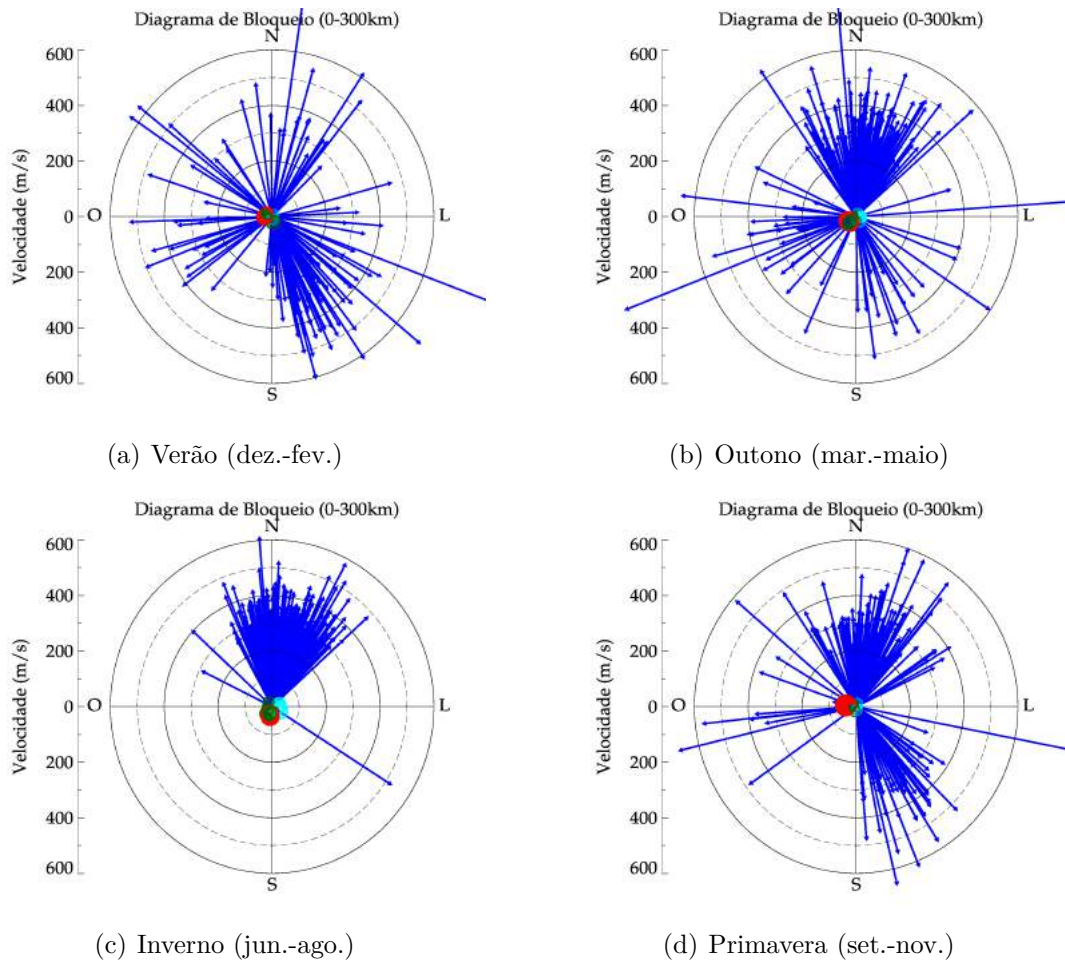 Diagrama de Bloqueio (0-300km)
N
600
400
200
0
200
400
600
Velocidade (m/s)
O
L
S
(a) Verão (dez.-fev.)
Diagrama de Bloqueio (0-300km)
N
600
400
200
0
200
400
600
Velocidade (m/s)
O
L
S
(b) Outono (mar.-maio)
Diagrama de Bloqueio (0-300km)
N
600
400
200
0
200
400
600
Velocidade (m/s)
O
L
S
(c) Inverno (jun.-ago.)
Diagrama de Bloqueio (0-300km)
N
600
400
200
0
200
400
600
Velocidade (m/s)
O
L
S
(d) Primavera (set.-nov.)